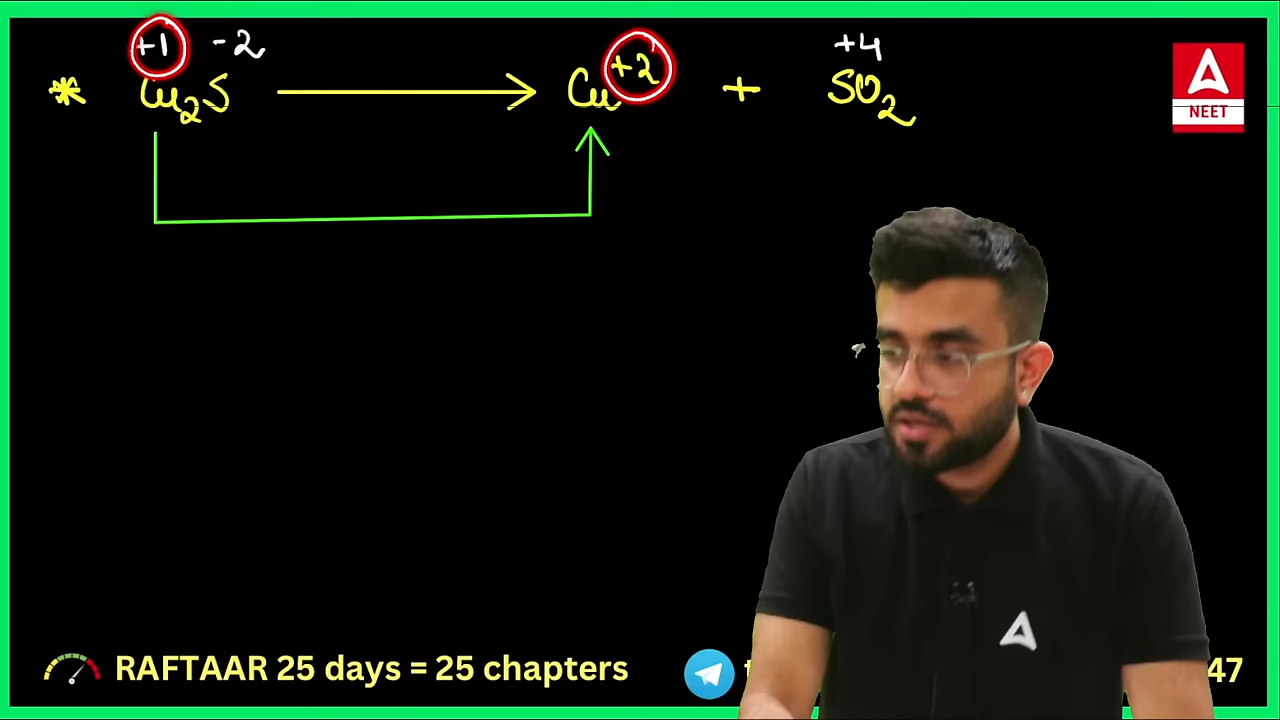 +1 -2 +2 +4
* Cu₂S ⟶ Cu + SO₂
NEET
RAFTAAR 25 days = 25 chapters
47